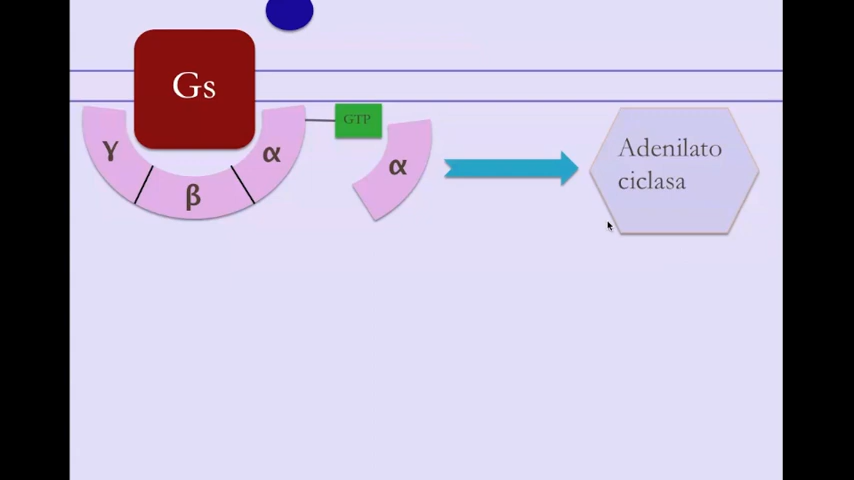 Gs
GTP
γ
β
α
α
Adenilato
ciclasa